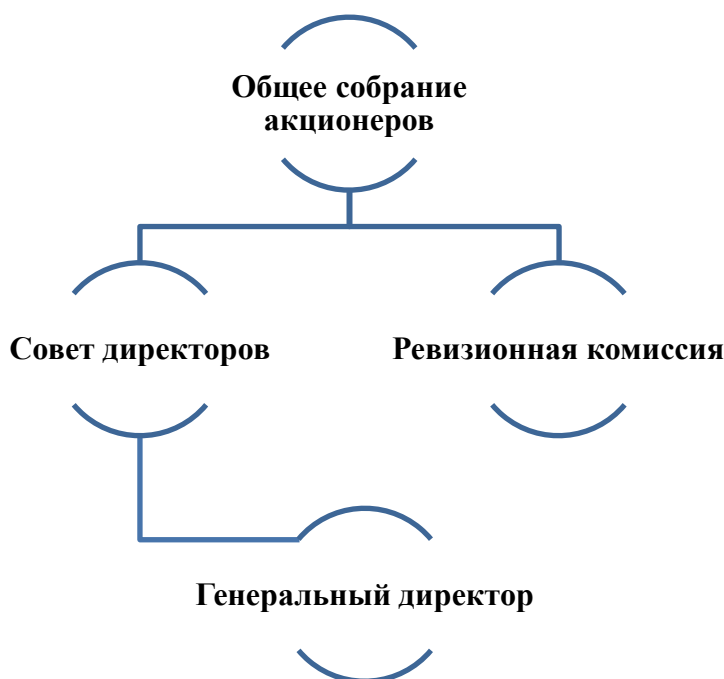 Общее собрание
акционеров
Совет директоров
Ревизионная комиссия
Генеральный директор